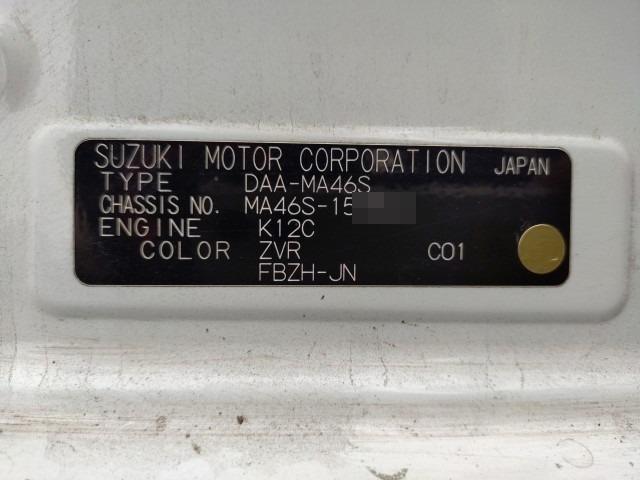 SUZUKI MOTOR CORPORATION JAPAN
TYPE DAA-MA46S
CHASSIS NO. MA46S-15
ENGINE K12C
COLOR ZVR C01
FBZH-JN